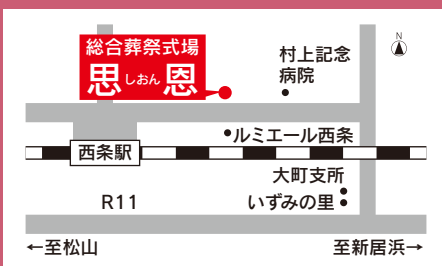 総合葬祭式場
思しおん恩
N
村上記念
病院
ルミエール西条
西条駅
大町支所
R11
いずみの里
←至松山
至新居浜→